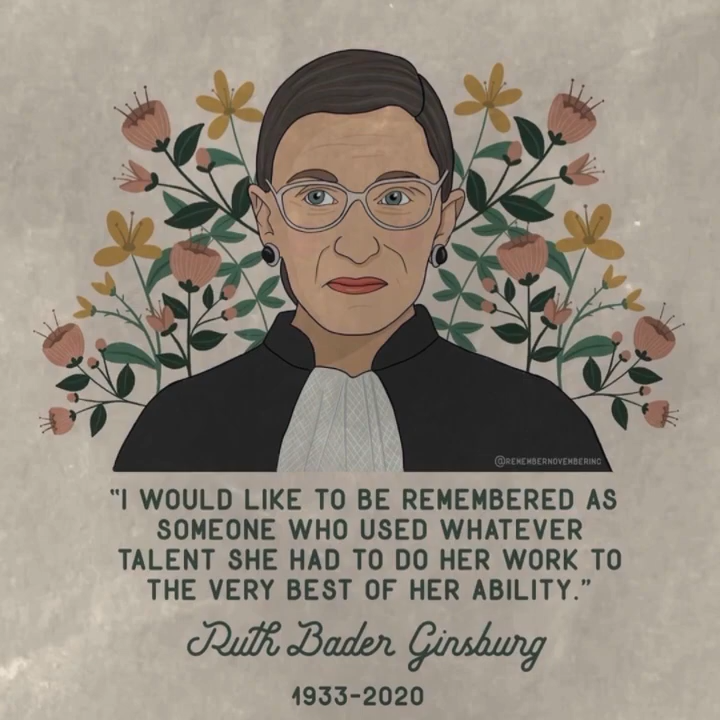 @REMEMBERNOVEMBERINC
"I WOULD LIKE TO BE REMEMBERED AS
SOMEONE WHO USED WHATEVER
TALENT SHE HAD TO DO HER WORK TO
THE VERY BEST OF HER ABILITY."
Ruth Bader Ginsburg
1933-2020